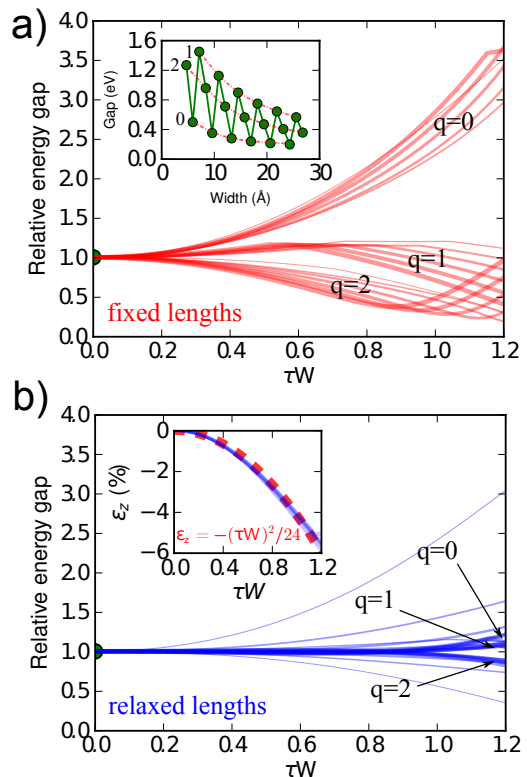 a)
Relative energy gap
4.0
3.5
3.0
2.5
2.0
1.5
1.0
0.5
0.0
Gap (eV)
1.6
1.2
0.8
0.4
0.0
1
2
0
0 10 20 30
Width (Å)
q=0
q=1
q=2
fixed lengths
0.0 0.2 0.4 0.6 0.8 1.0 1.2
τW
b)
Relative energy gap
4.0
3.5
3.0
2.5
2.0
1.5
1.0
0.5
0.0
ε_z (%)
0
−2
−4
−6
ε_z = −(τW)²/24
0.0 0.4 0.8 1.2
τW
q=0
q=1
q=2
relaxed lengths
0.0 0.2 0.4 0.6 0.8 1.0 1.2
τW